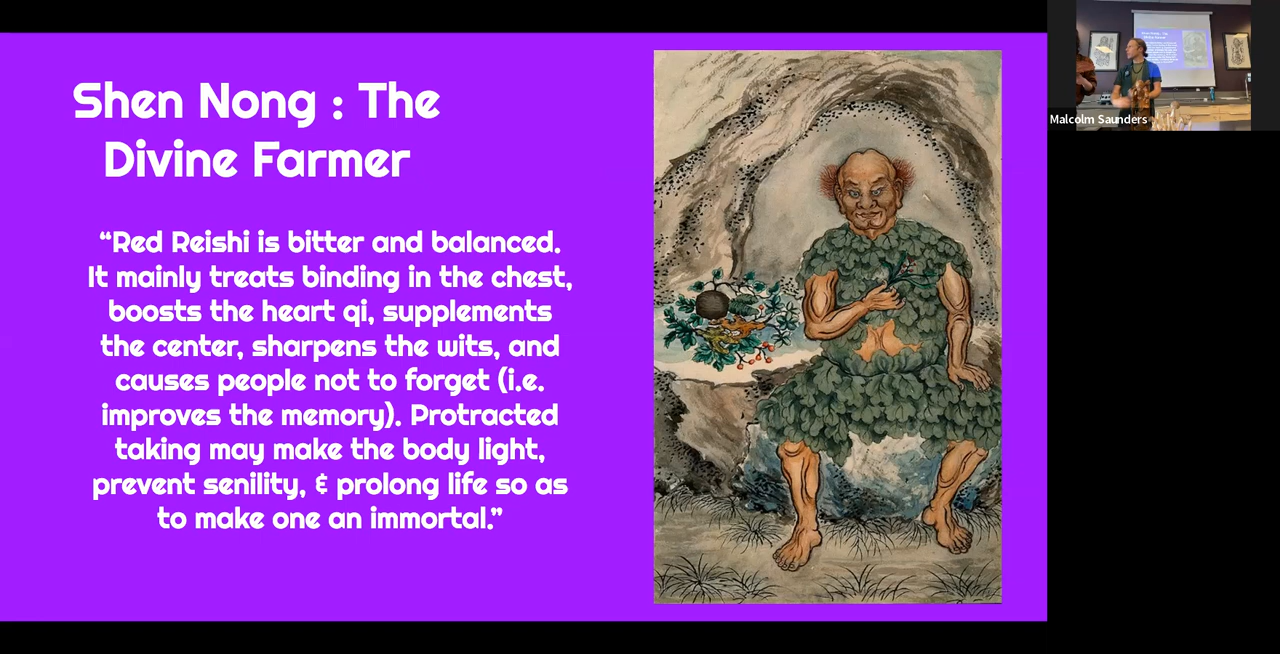 Shen Nong : The
Divine Farmer
“Red Reishi is bitter and balanced.
It mainly treats binding in the chest,
boosts the heart qi, supplements
the center, sharpens the wits, and
causes people not to forget (i.e.
improves the memory). Protracted
taking may make the body light,
prevent senility, & prolong life so as
to make one an immortal.”
Malcolm Saunders